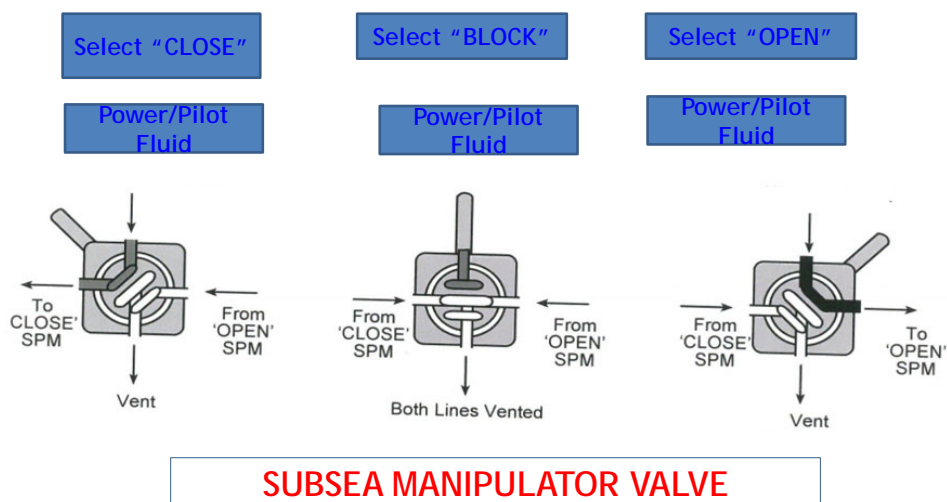 Select “CLOSE”
Select “BLOCK”
Select “OPEN”
Power/Pilot
Fluid
Power/Pilot
Fluid
Power/Pilot
Fluid
To
CLOSE'
SPM
From
'OPEN'
SPM
Vent
From
'CLOSE'
SPM
From
'OPEN'
SPM
Both Lines Vented
From
'CLOSE'
SPM
To
'OPEN'
SPM
Vent
SUBSEA MANIPULATOR VALVE